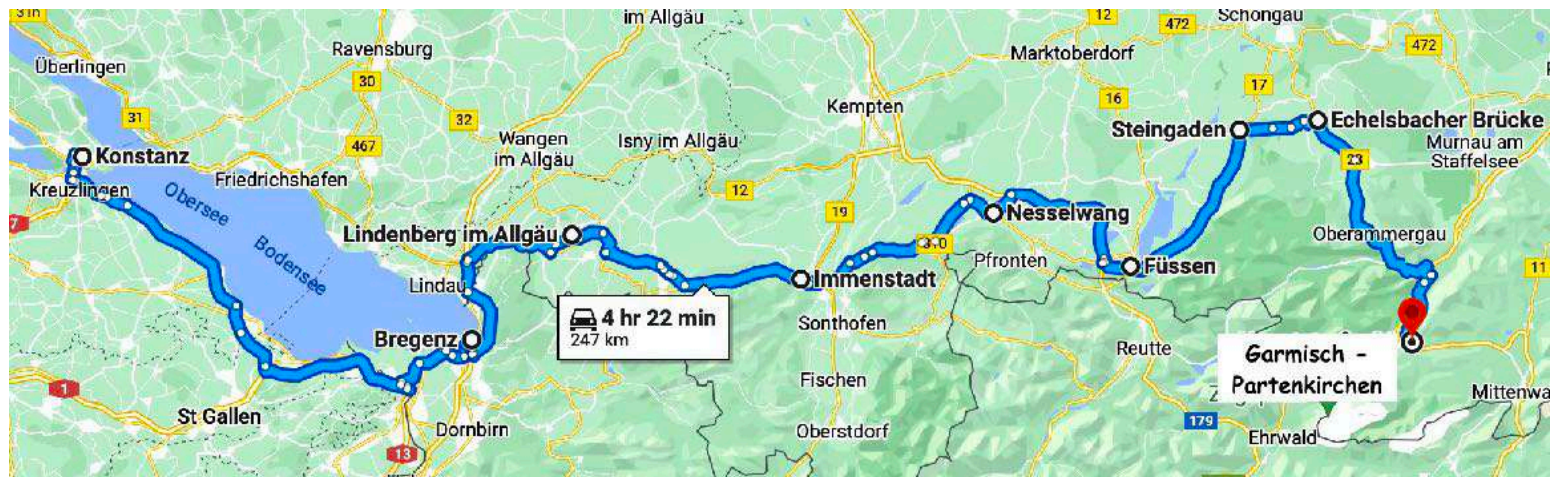 31n
im Allgäu
Schongau
12
472
Ravensburg
Marktoberdorf
472
Überlingen
30
17
31
Kempten
16
32
Echelsbacher Brücke
Steingaden
Wangen
im Allgäu
Isny im Allgäu
Murnau am
Staffelsee
Konstanz
467
23
Friedrichshafen
Kreuzlingen
12
Obersee
19
Nesselwang
7
Lindenberg im Allgäu
Oberammergau
Bodensee
Pfronten
Füssen
11
Immenstadt
Lindau
4 hr 22 min
247 km
Sonthofen
Bregenz
Reutte
Garmisch -
Partenkirchen
Fischen
1
Mittenwa
St Gallen
179
Dornbirn
Oberstdorf
Ehrwald
13